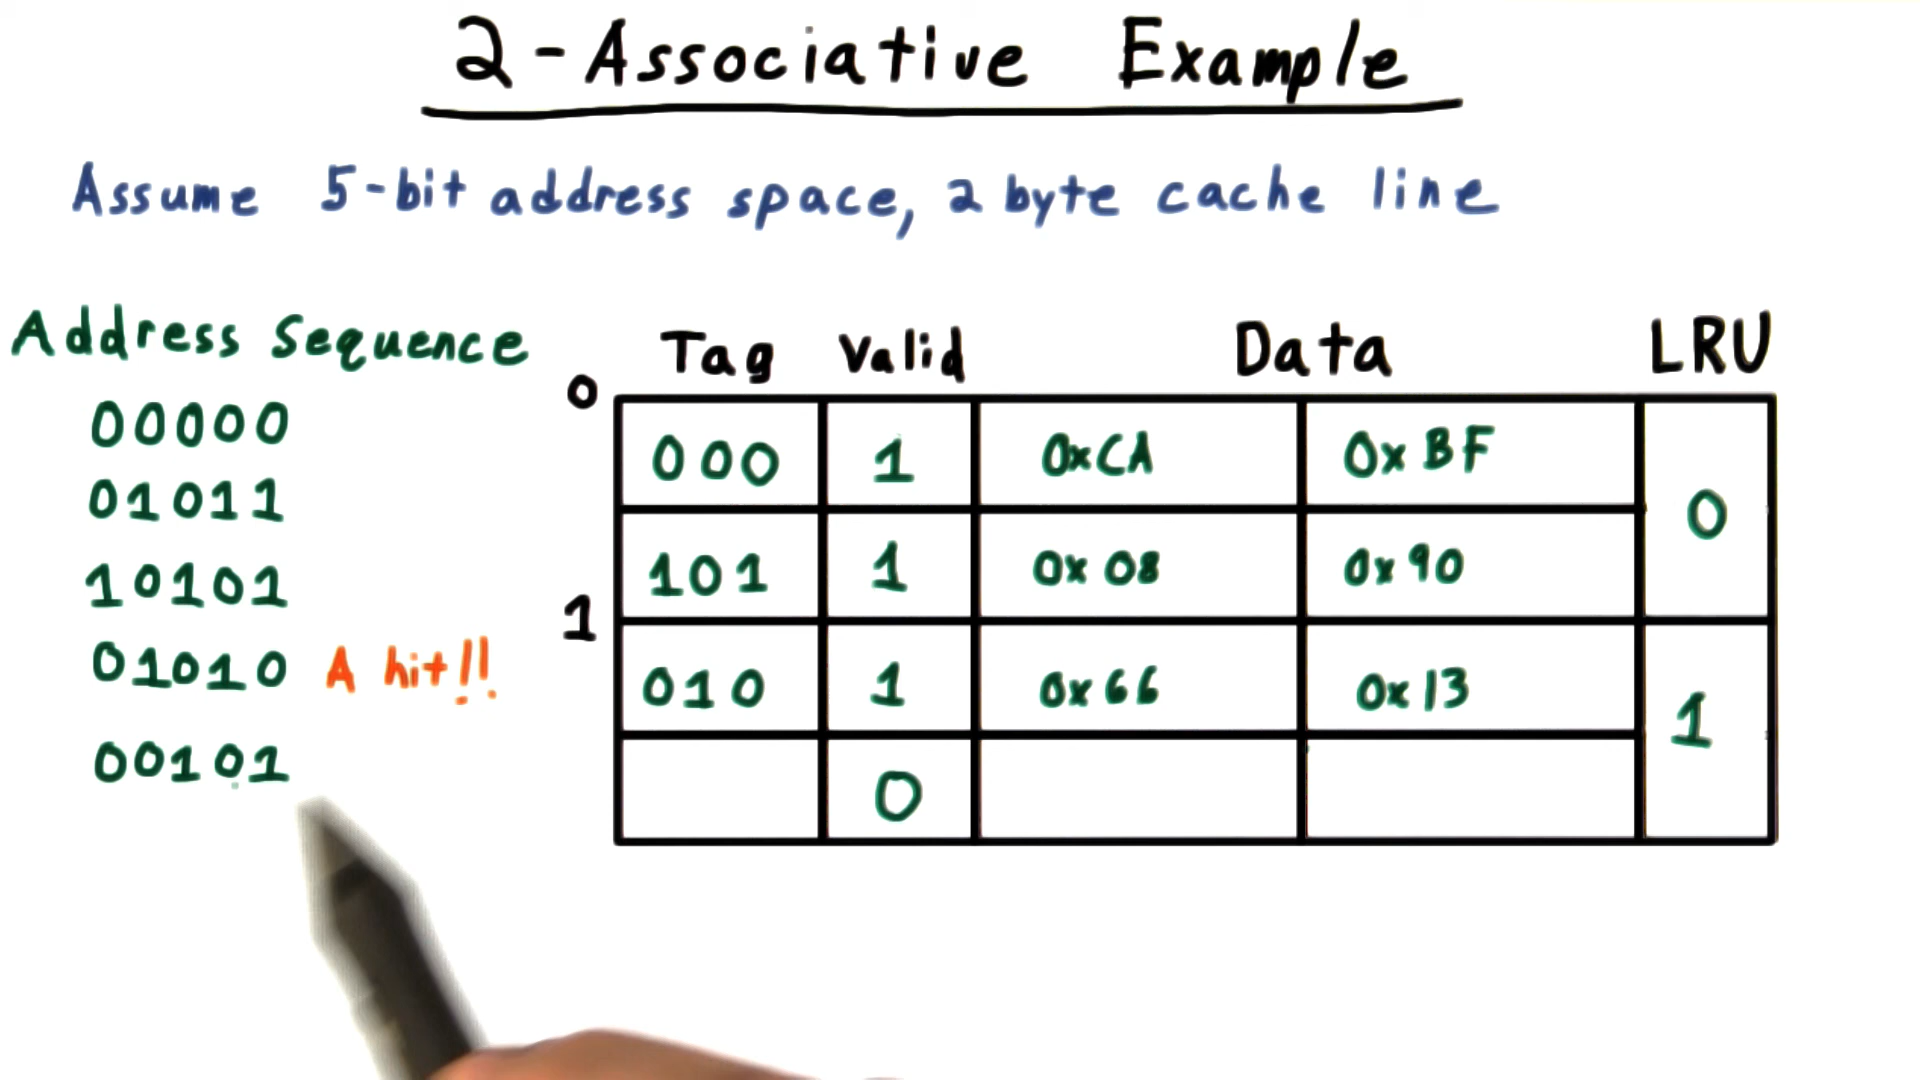 2-Associative Example
Assume 5-bit address space, 2 byte cache line
Address Sequence
00000
01011
10101
01010 A hit!!
00101
Tag Valid Data LRU
0
000 1 0xCA 0xBF 0
101 1 0x08 0x90
1
010 1 0x66 0x13 1
0